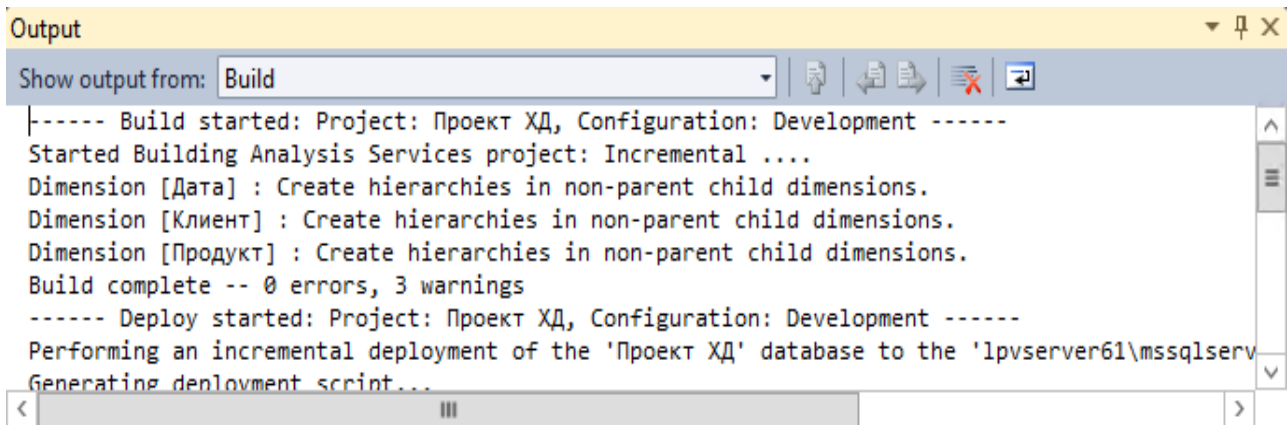 Output
Show output from: Build
------ Build started: Project: Проект ХД, Configuration: Development ------
Started Building Analysis Services project: Incremental ....
Dimension [Дата] : Create hierarchies in non-parent child dimensions.
Dimension [Клиент] : Create hierarchies in non-parent child dimensions.
Dimension [Продукт] : Create hierarchies in non-parent child dimensions.
Build complete -- 0 errors, 3 warnings
------ Deploy started: Project: Проект ХД, Configuration: Development ------
Performing an incremental deployment of the 'Проект ХД' database to the 'lpvserver61\mssqlserv
Generating deployment script...